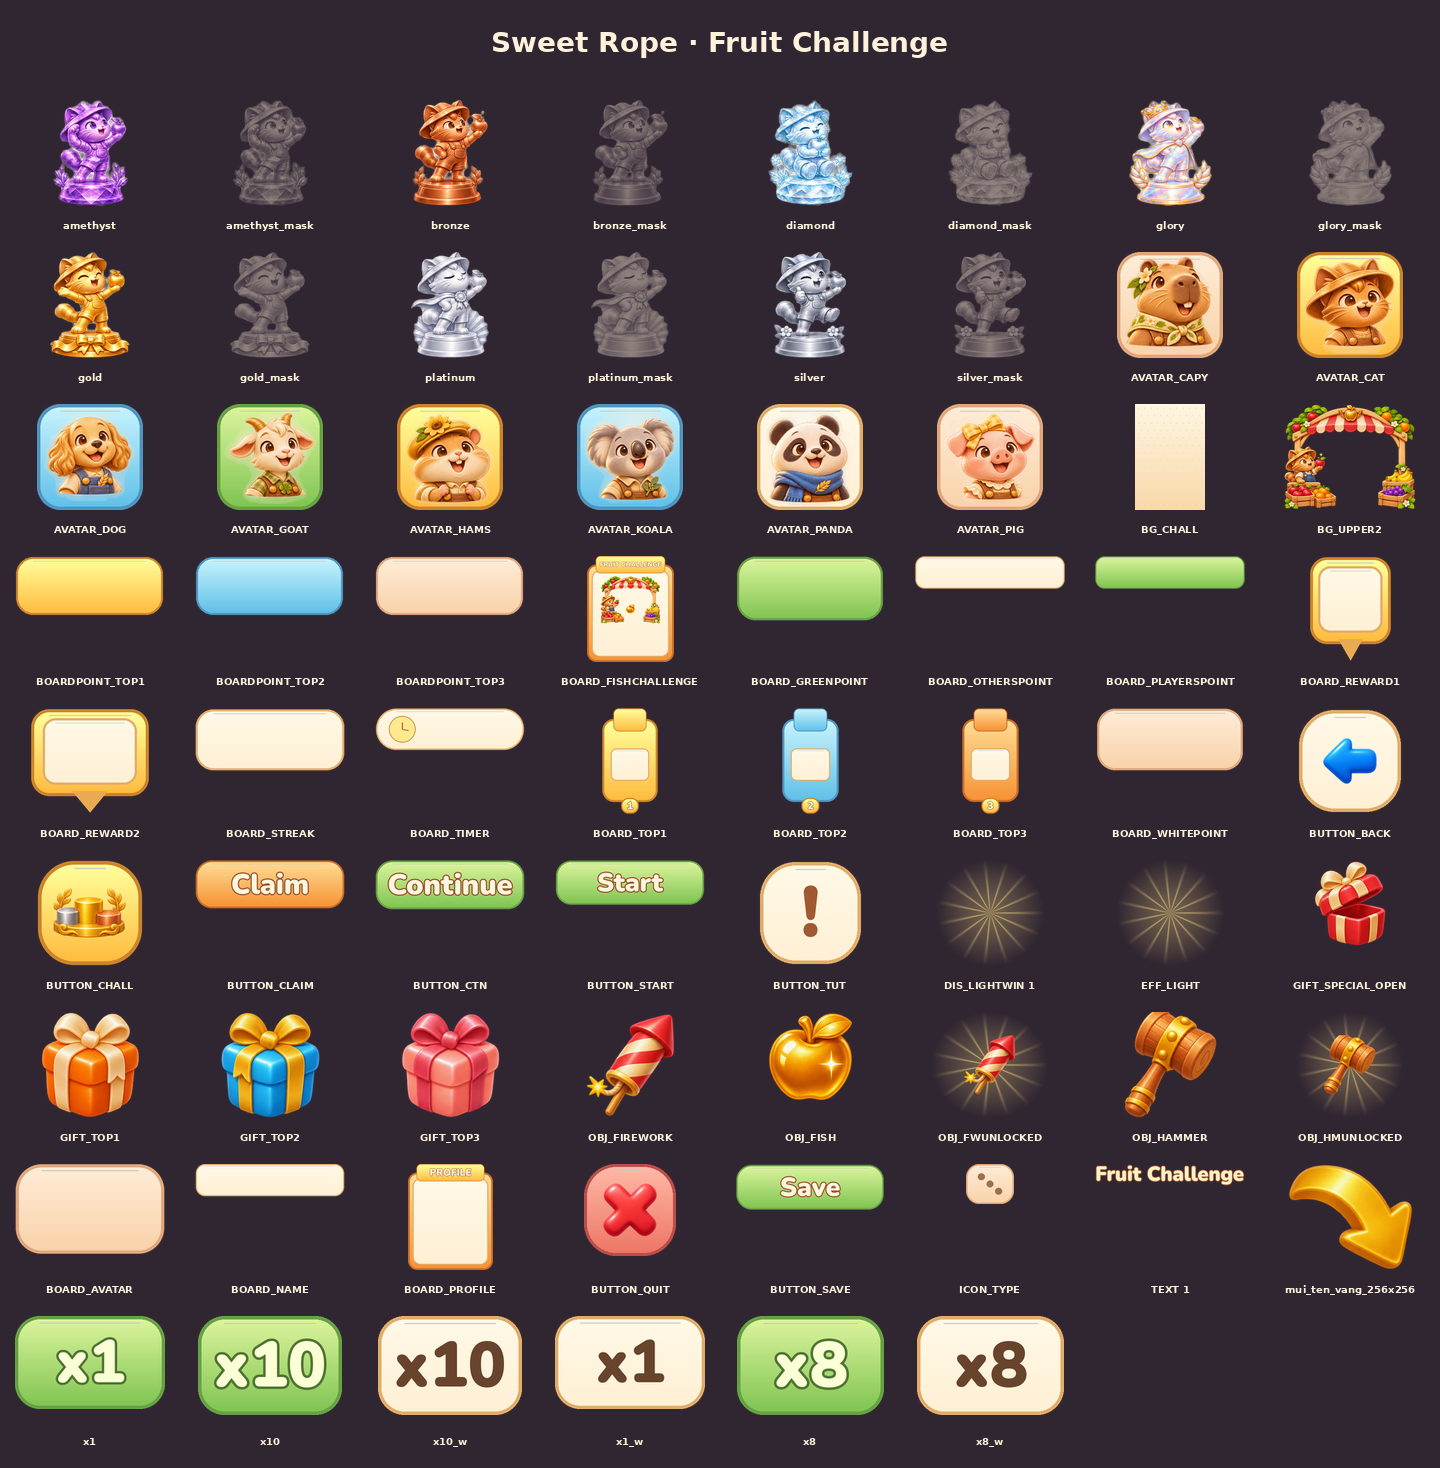 Sweet Rope · Fruit Challenge
amethyst amethyst_mask bronze bronze_mask diamond diamond_mask glory glory_mask
gold gold_mask platinum platinum_mask silver silver_mask AVATAR_CAPY AVATAR_CAT
AVATAR_DOG AVATAR_GOAT AVATAR_HAMS AVATAR_KOALA AVATAR_PANDA AVATAR_PIG BG_CHALL BG_UPPER2
FRUIT CHALLENGE
BOARDPOINT_TOP1 BOARDPOINT_TOP2 BOARDPOINT_TOP3 BOARD_FISHCHALLENGE BOARD_GREENPOINT BOARD_OTHERSPOINT BOARD_PLAYERSPOINT BOARD_REWARD1
1 2 3
BOARD_REWARD2 BOARD_STREAK BOARD_TIMER BOARD_TOP1 BOARD_TOP2 BOARD_TOP3 BOARD_WHITEPOINT BUTTON_BACK
Claim Continue Start !
BUTTON_CHALL BUTTON_CLAIM BUTTON_CTN BUTTON_START BUTTON_TUT DIS_LIGHTWIN 1 EFF_LIGHT GIFT_SPECIAL_OPEN
GIFT_TOP1 GIFT_TOP2 GIFT_TOP3 OBJ_FIREWORK OBJ_FISH OBJ_FWUNLOCKED OBJ_HAMMER OBJ_HMUNLOCKED
PROFILE Save Fruit Challenge
BOARD_AVATAR BOARD_NAME BOARD_PROFILE BUTTON_QUIT BUTTON_SAVE ICON_TYPE TEXT 1 mui_ten_vang_256x256
x1 x10 x10 x1 x8 x8
x1 x10 x10_w x1_w x8 x8_w